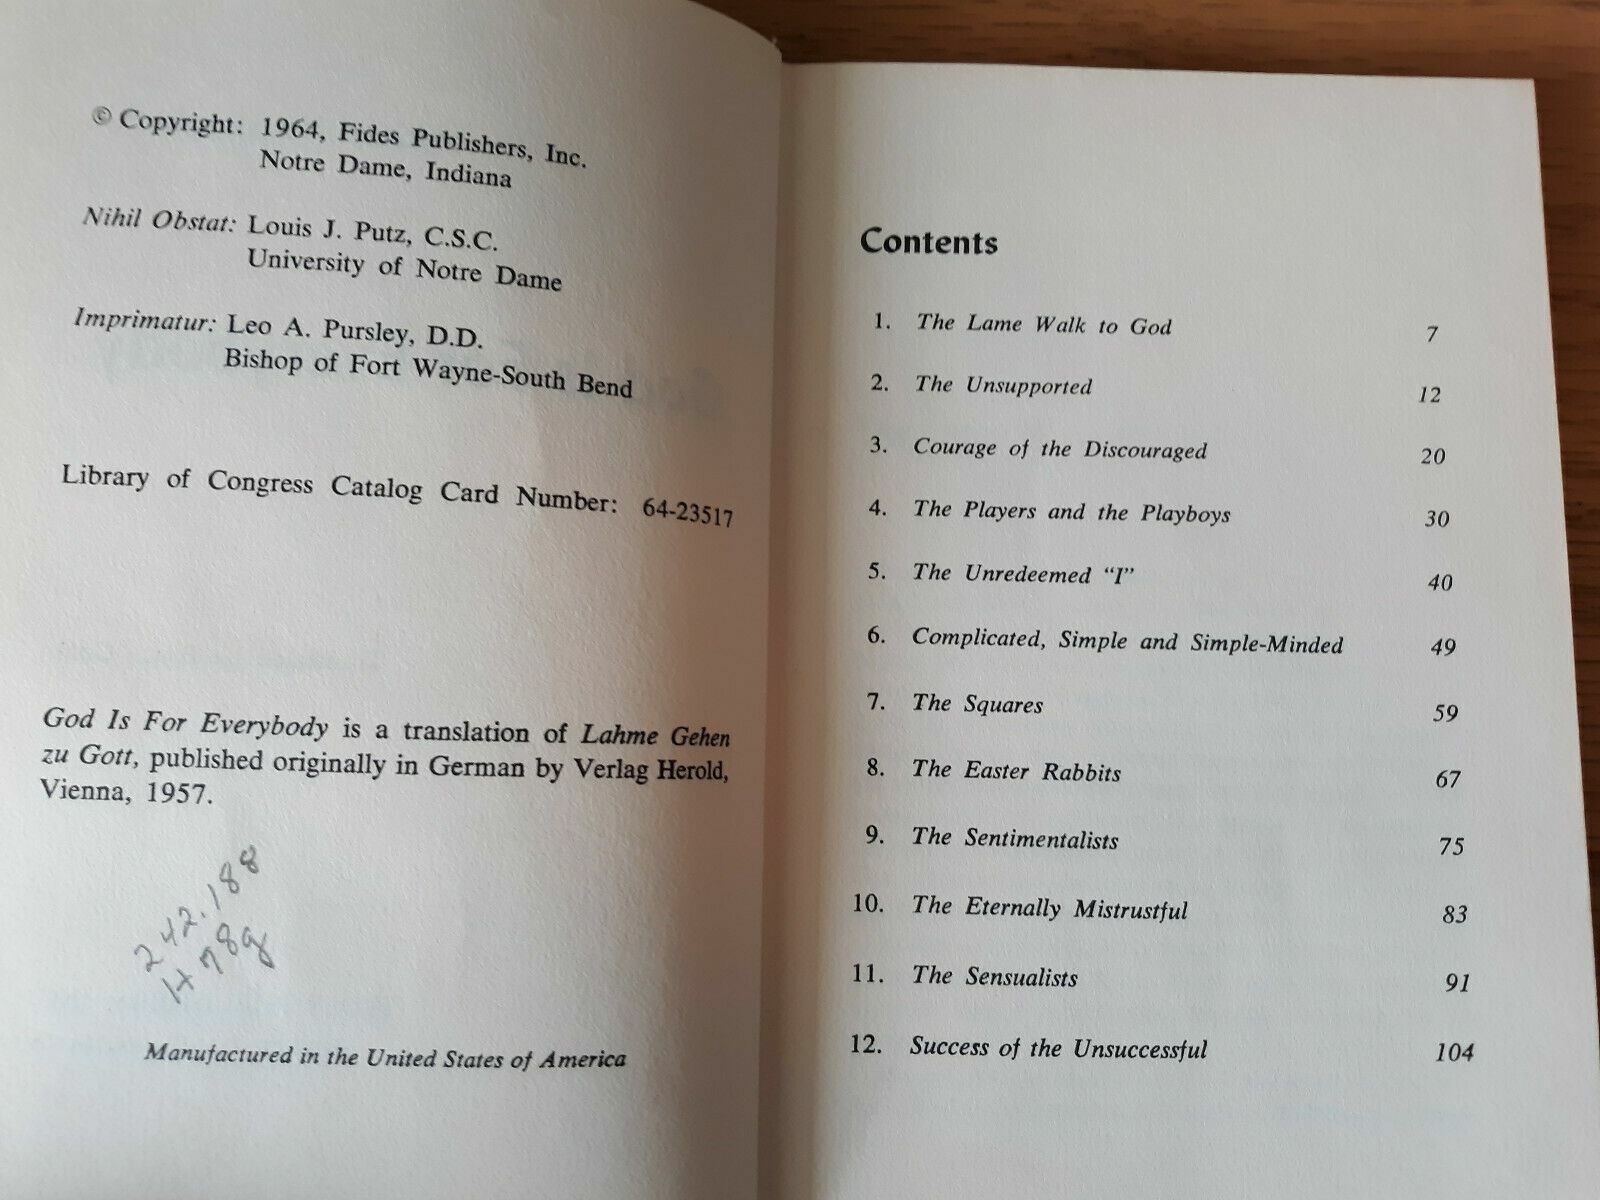 © Copyright: 1964, Fides Publishers, Inc.
Notre Dame, Indiana
Nihil Obstat: Louis J. Putz, C.S.C.
University of Notre Dame
Imprimatur: Leo A. Pursley, D.D.
Bishop of Fort Wayne-South Bend
Library of Congress Catalog Card Number: 64-23517
God Is For Everybody is a translation of Lahme Gehen
zu Gott, published originally in German by Verlag Herold,
Vienna, 1957.
242.188
H78g
Manufactured in the United States of America
Contents
1. The Lame Walk to God 7
2. The Unsupported 12
3. Courage of the Discouraged 20
4. The Players and the Playboys 30
5. The Unredeemed “I” 40
6. Complicated, Simple and Simple-Minded 49
7. The Squares 59
8. The Easter Rabbits 67
9. The Sentimentalists 75
10. The Eternally Mistrustful 83
11. The Sensualists 91
12. Success of the Unsuccessful 104